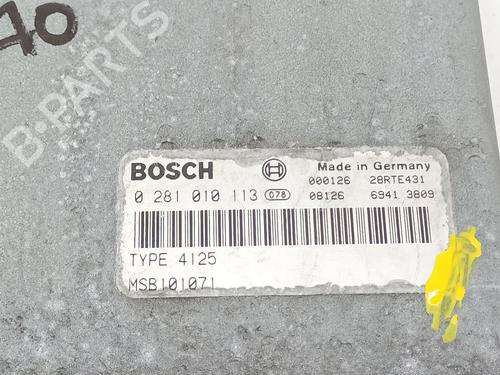 40
B-PARTS
BOSCH Made in Germany
000126 28RTE431
0 281 010 113 078 08126 6941 3809
TYPE 4125
MSB101071